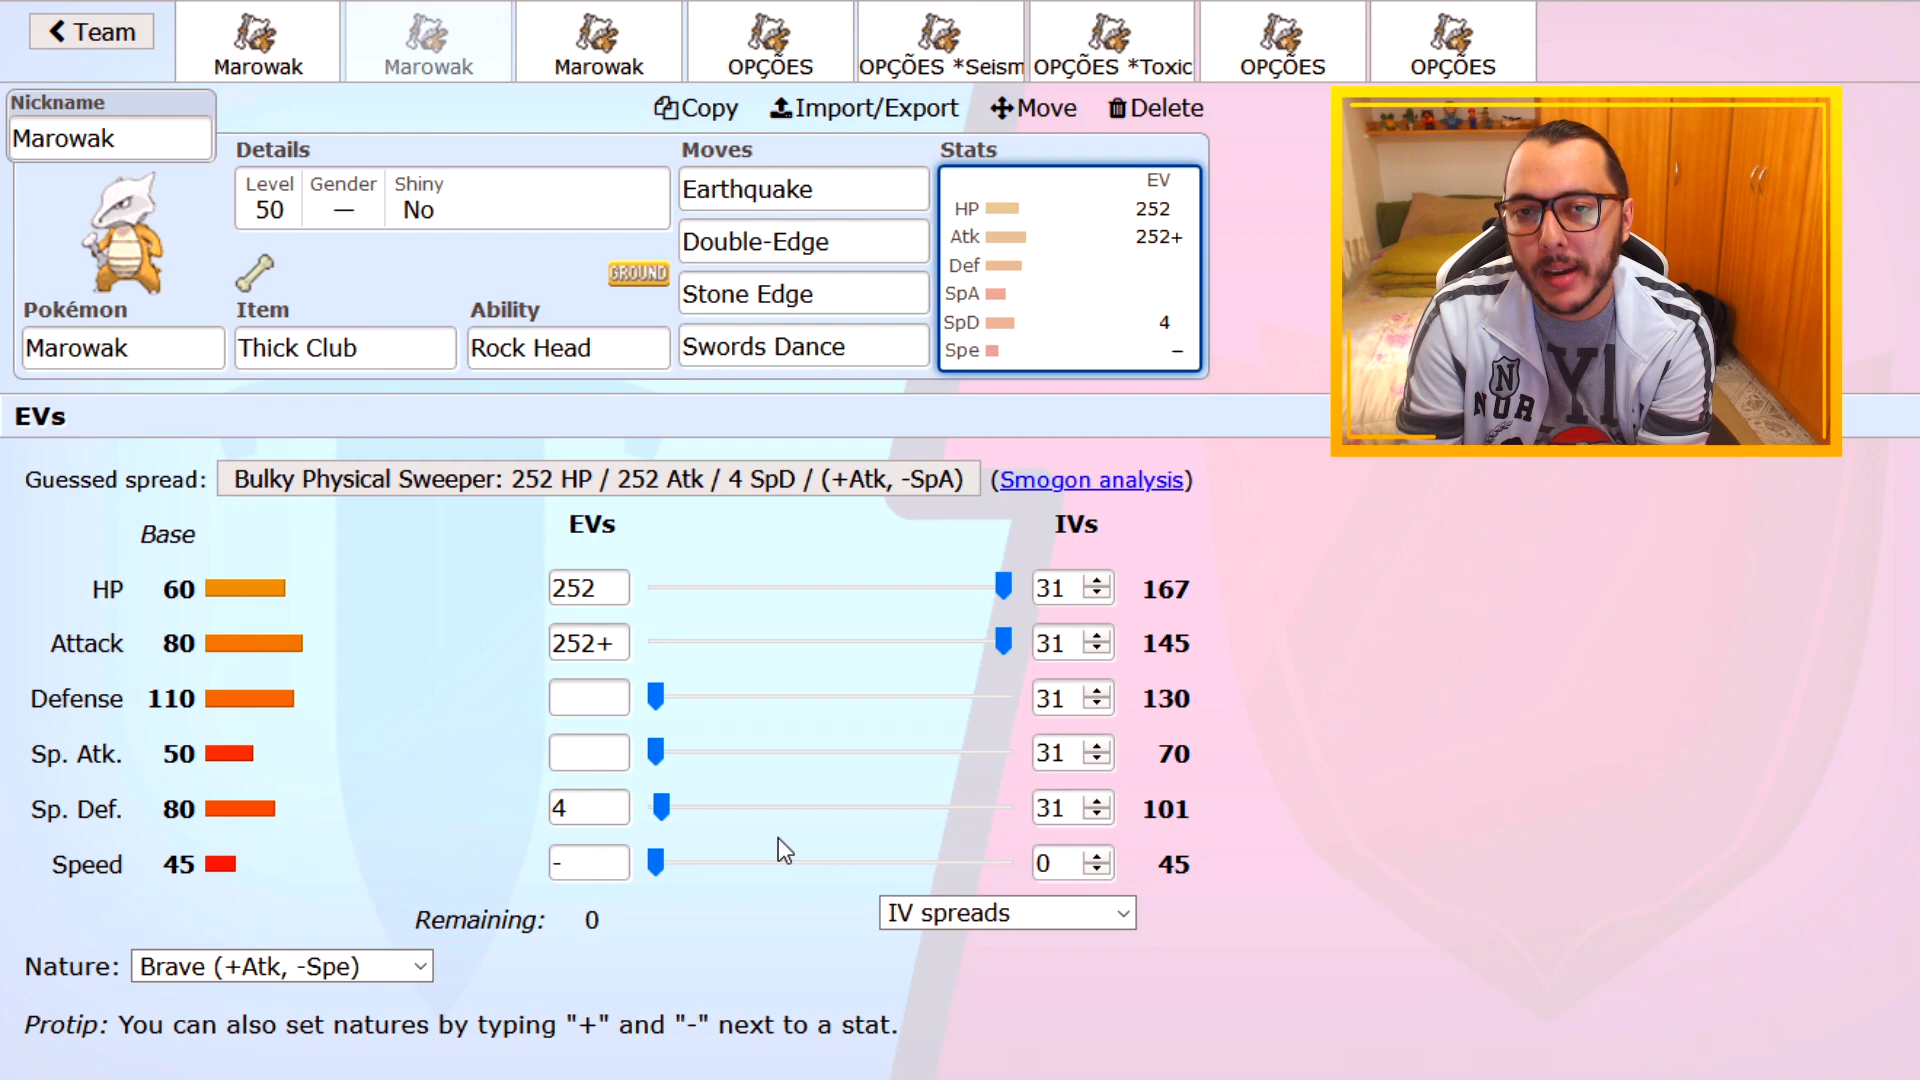 Team
Marowak
Marowak
Marowak
OPÇÕES
OPÇÕES *Seism
OPÇÕES *Toxic
OPÇÕES
OPÇÕES
Nickname
Marowak
Copy
Import/Export
Move
Delete
Details
Moves
Stats
Level
Gender
Shiny
50
—
No
Earthquake
Double-Edge
Stone Edge
Swords Dance
EV
HP 252
Atk 252+
Def
SpA
SpD 4
Spe –
GROUND
Pokémon
Item
Ability
Marowak
Thick Club
Rock Head
EVs
Guessed spread: Bulky Physical Sweeper: 252 HP / 252 Atk / 4 SpD / (+Atk, -SpA) (Smogon analysis)
Base EVs IVs
HP 60 252 31 167
Attack 80 252+ 31 145
Defense 110 31 130
Sp. Atk. 50 31 70
Sp. Def. 80 4 31 101
Speed 45 - 0 45
Remaining: 0
IV spreads
Nature: Brave (+Atk, -Spe)
Protip: You can also set natures by typing "+" and "-" next to a stat.
N